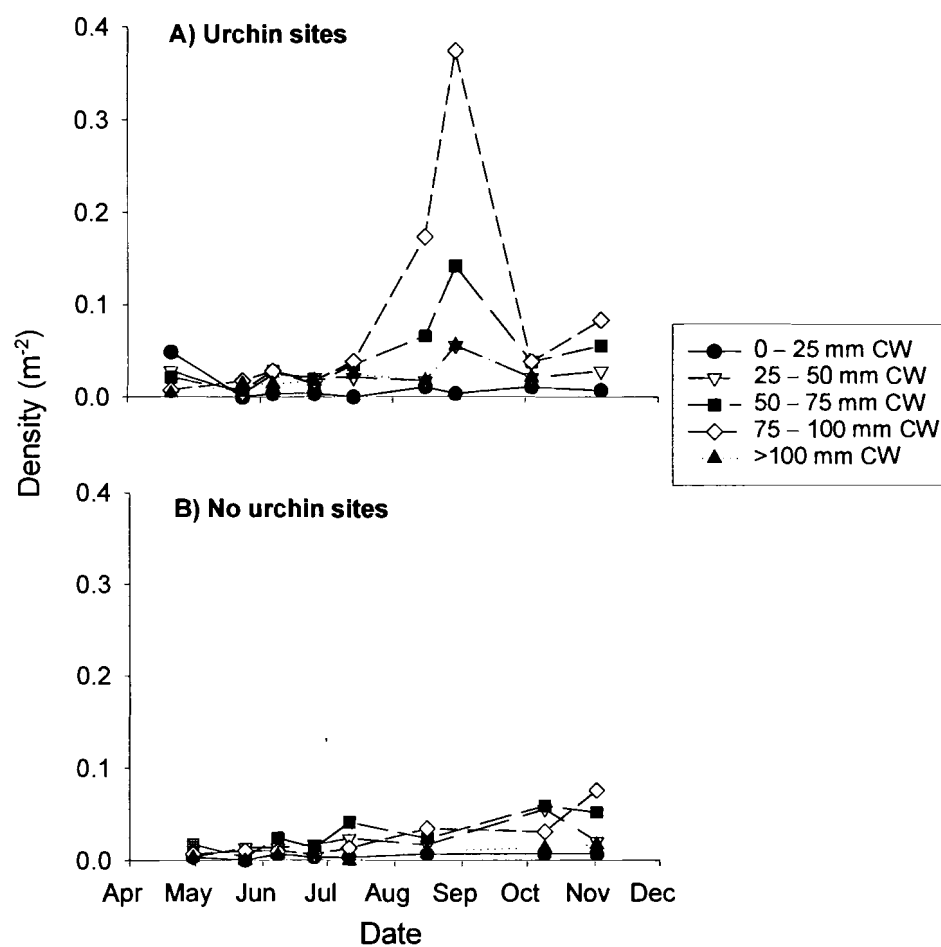 A) Urchin sites
0.4
0.3
0.2
0.1
0.0
Density (m⁻²)
0 – 25 mm CW
25 – 50 mm CW
50 – 75 mm CW
75 – 100 mm CW
>100 mm CW
B) No urchin sites
0.4
0.3
0.2
0.1
0.0
Apr May Jun Jul Aug Sep Oct Nov Dec
Date